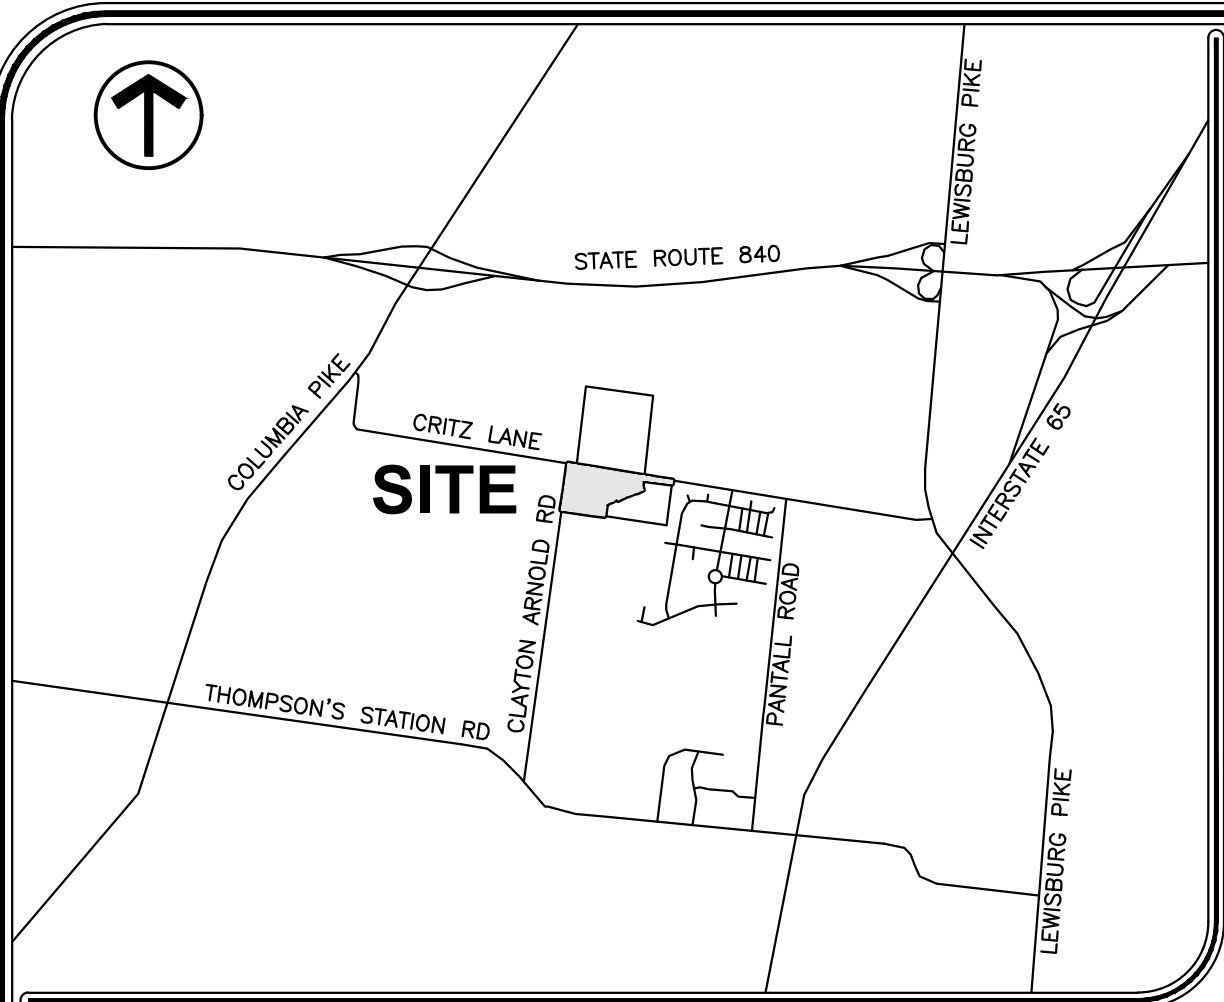 LEWISBURG PIKE
STATE ROUTE 840
COLUMBIA PIKE
CRITZ LANE
INTERSTATE 65
SITE
CLAYTON ARNOLD RD
PANTALL ROAD
THOMPSON'S STATION RD
LEWISBURG PIKE